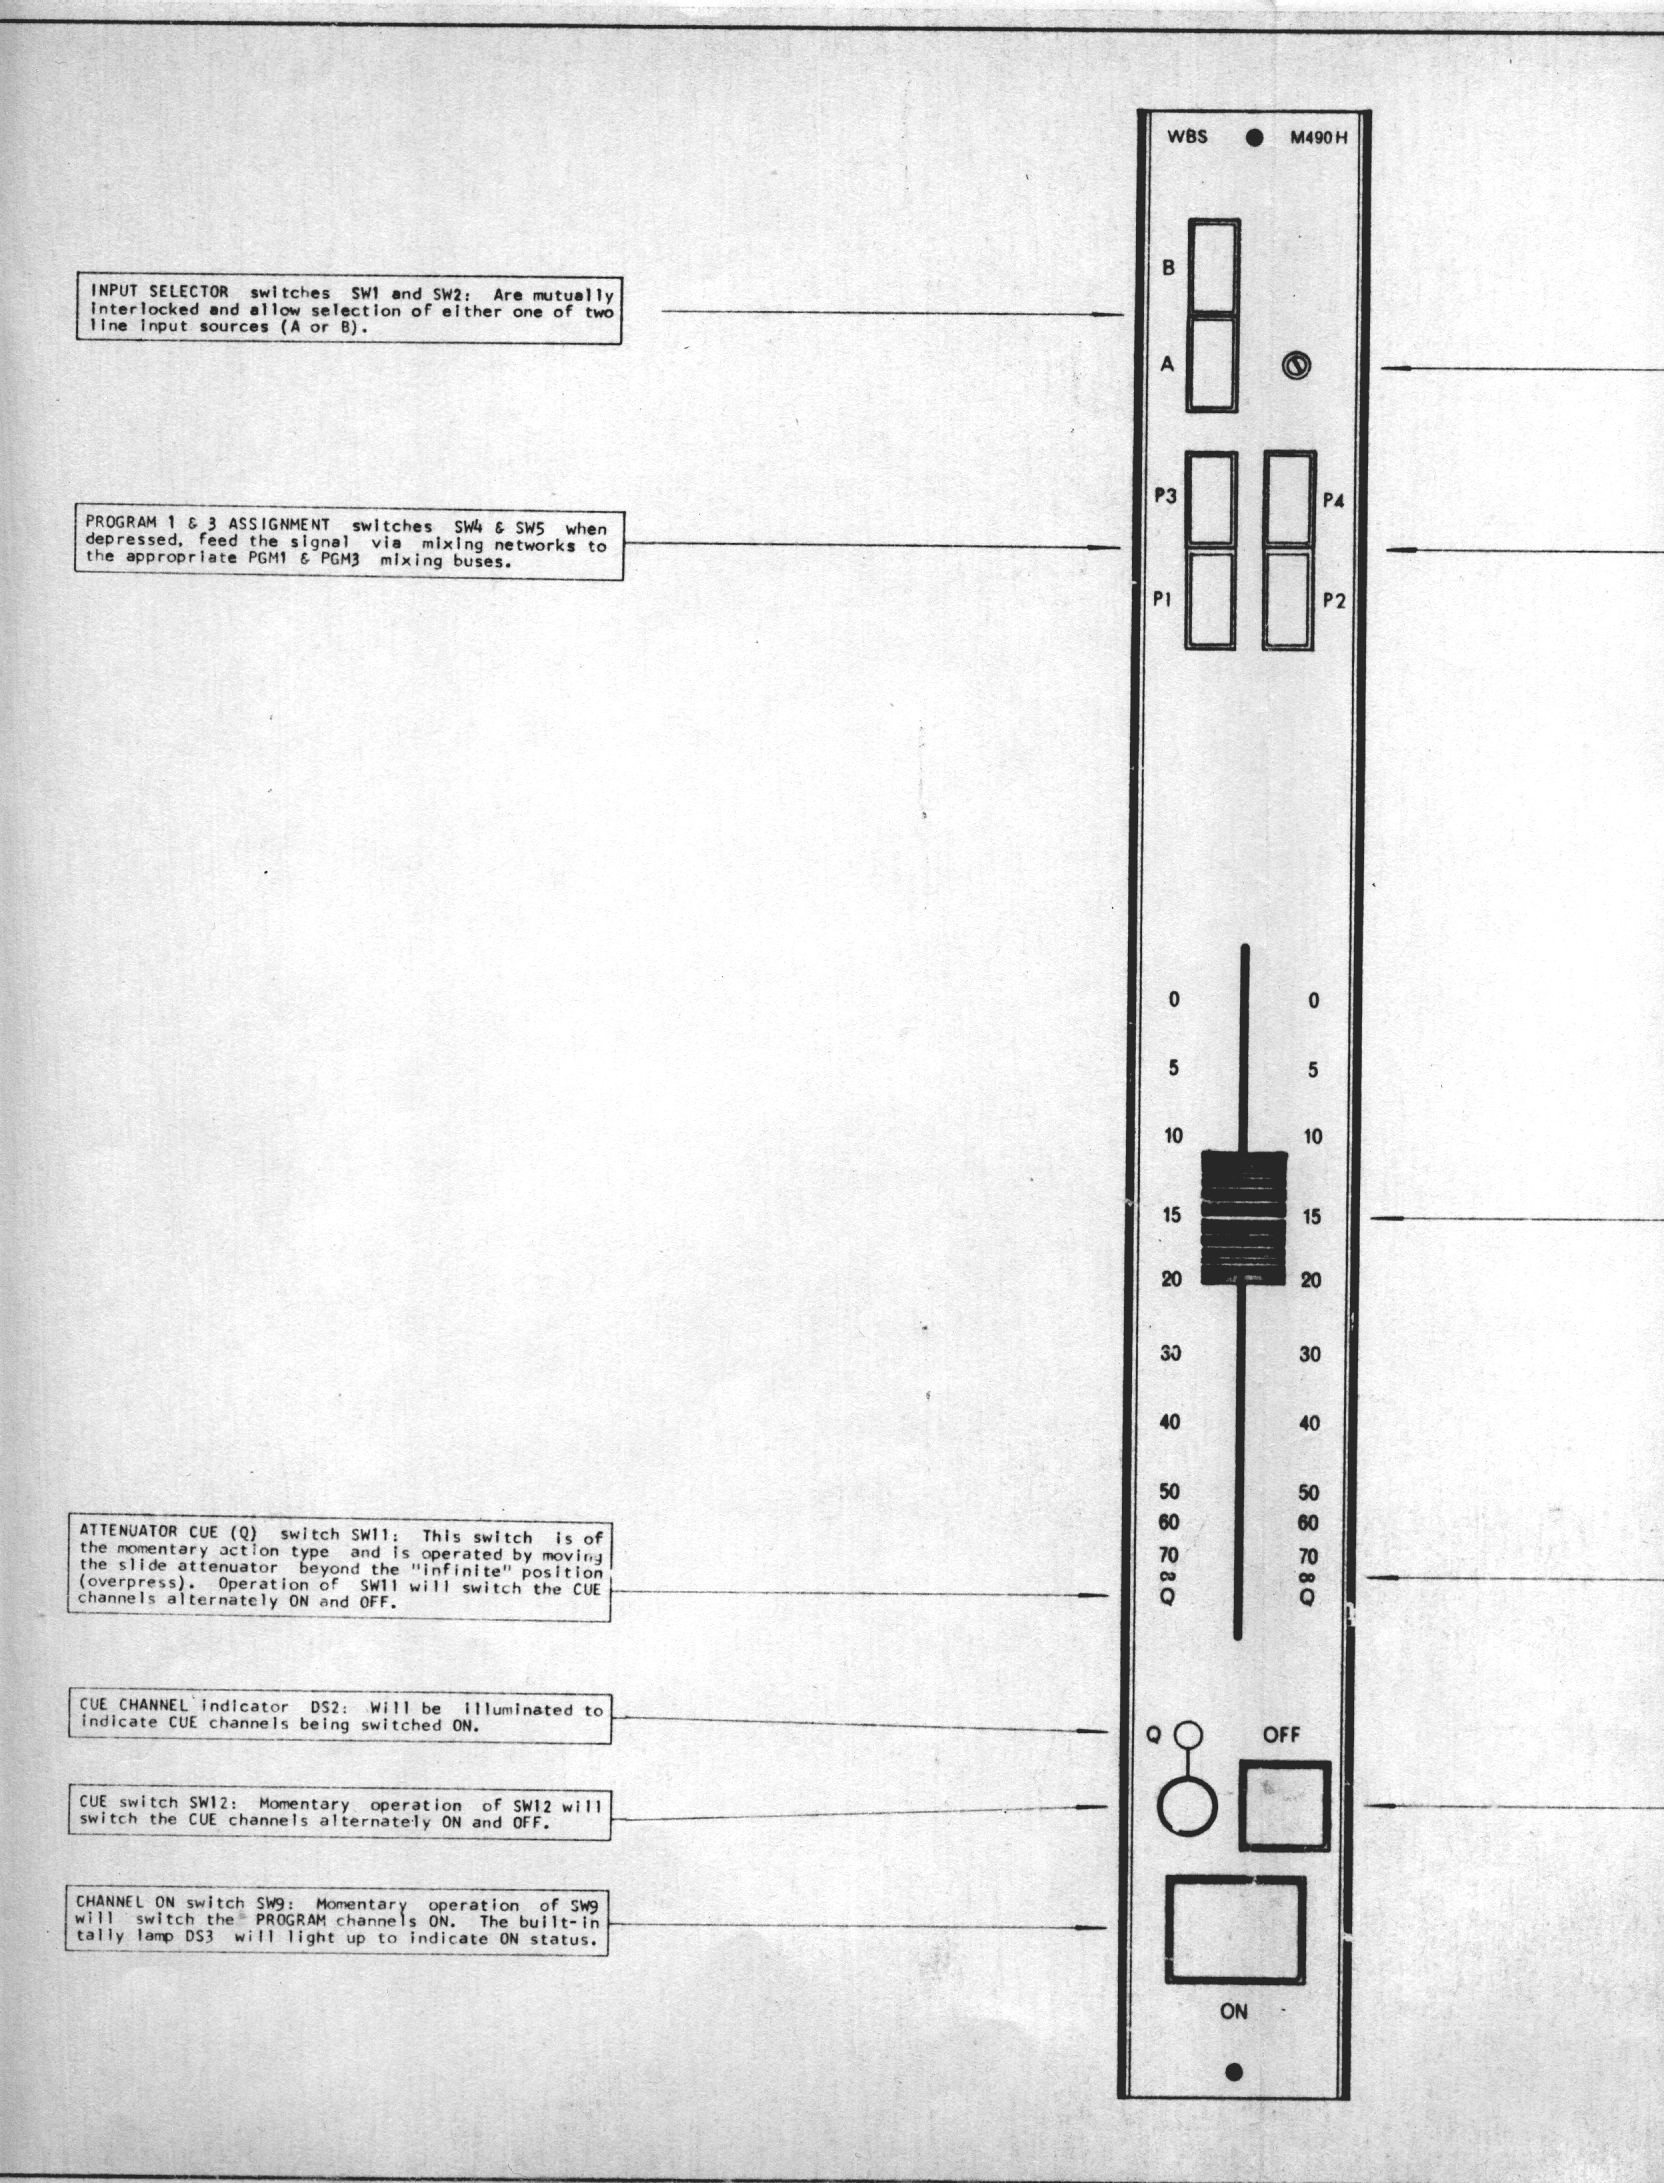 WBS M490H
B
INPUT SELECTOR switches SW1 and SW2: Are mutually
interlocked and allow selection of either one of two
line input sources (A or B).
A
P3 P4
PROGRAM 1 & 3 ASSIGNMENT switches SW4 & SW5 when
depressed, feed the signal via mixing networks to
the appropriate PGM1 & PGM3 mixing buses.
P1 P2
0 0
5 5
10 10
15 15
20 20
30 30
40 40
50 50
60 60
70 70
∞ ∞
Q Q
ATTENUATOR CUE (Q) switch SW11: This switch is of
the momentary action type and is operated by moving
the slide attenuator beyond the "infinite" position
(overpress). Operation of SW11 will switch the CUE
channels alternately ON and OFF.
CUE CHANNEL indicator DS2: Will be illuminated to
indicate CUE channels being switched ON.
Q OFF
CUE switch SW12: Momentary operation of SW12 will
switch the CUE channels alternately ON and OFF.
CHANNEL ON switch SW9: Momentary operation of SW9
will switch the PROGRAM channels ON. The built-in
tally lamp DS3 will light up to indicate ON status.
ON